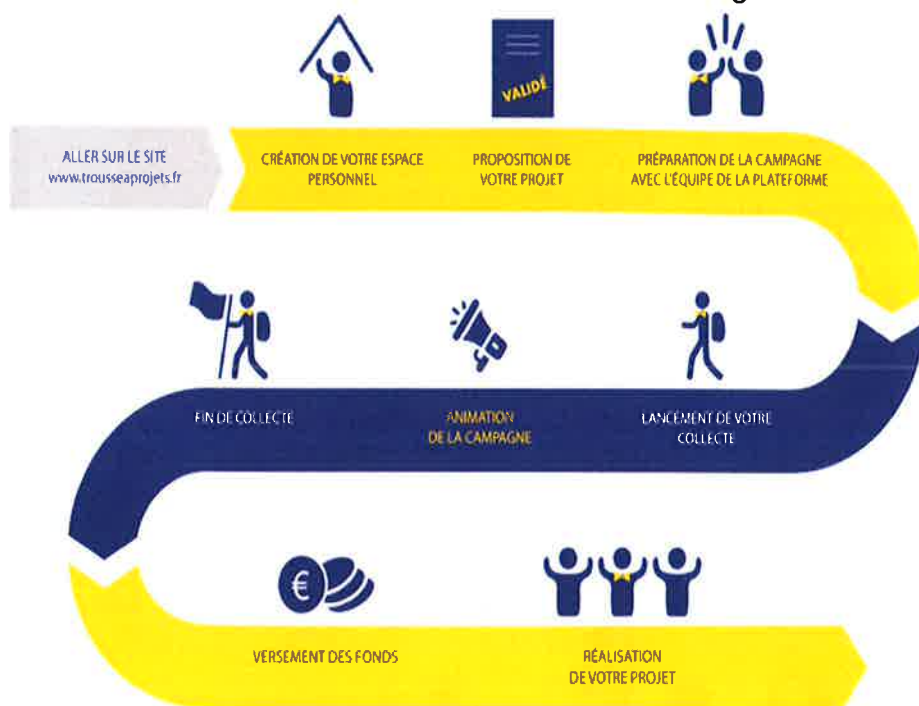 ALLER SUR LE SITE
www.trousseaprojets.fr
CRÉATION DE VOTRE ESPACE
PERSONNEL
VALIDÉ
PROPOSITION DE
VOTRE PROJET
PRÉPARATION DE LA CAMPAGNE
AVEC L'ÉQUIPE DE LA PLATEFORME
LANCEMENT DE VOTRE
COLLECTE
ANIMATION
DE LA CAMPAGNE
FIN DE COLLECTE
€
VERSEMENT DES FONDS
RÉALISATION
DE VOTRE PROJET